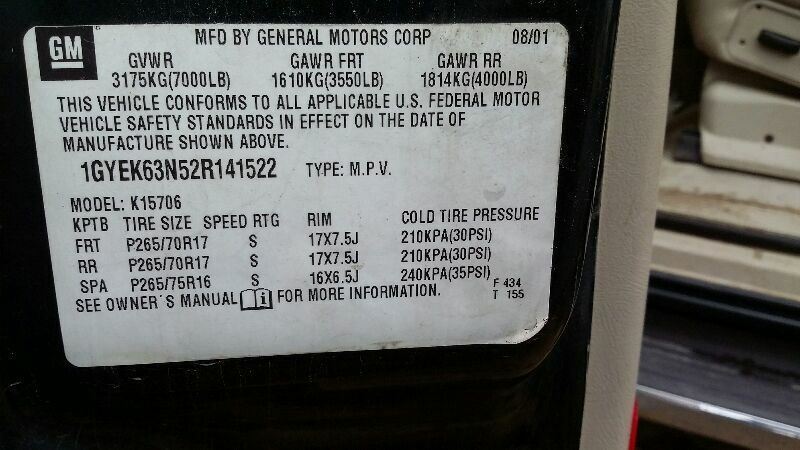 GM MFD BY GENERAL MOTORS CORP 08/01
GVWR GAWR FRT GAWR RR
3175KG(7000LB) 1610KG(3550LB) 1814KG(4000LB)
THIS VEHICLE CONFORMS TO ALL APPLICABLE U.S. FEDERAL MOTOR
VEHICLE SAFETY STANDARDS IN EFFECT ON THE DATE OF
MANUFACTURE SHOWN ABOVE.
1GYEK63N52R141522 TYPE: M.P.V.
MODEL: K15706
KPTB TIRE SIZE SPEED RTG RIM COLD TIRE PRESSURE
FRT P265/70R17 S 17X7.5J 210KPA(30PSI)
RR P265/70R17 S 17X7.5J 210KPA(30PSI)
SPA P265/75R16 S 16X6.5J 240KPA(35PSI)
SEE OWNER'S MANUAL i FOR MORE INFORMATION.
F 434
T 155